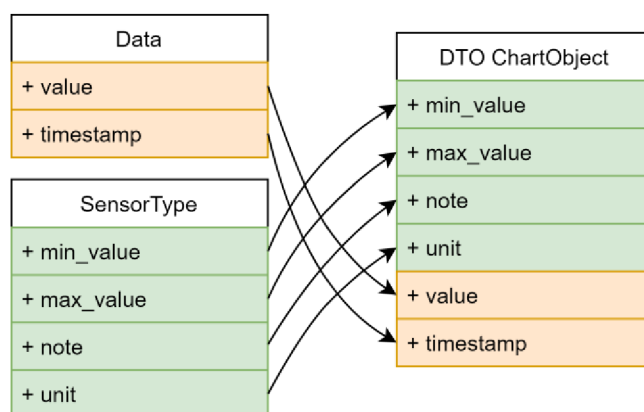 Data
+ value
+ timestamp
SensorType
+ min_value
+ max_value
+ note
+ unit
DTO ChartObject
+ min_value
+ max_value
+ note
+ unit
+ value
+ timestamp